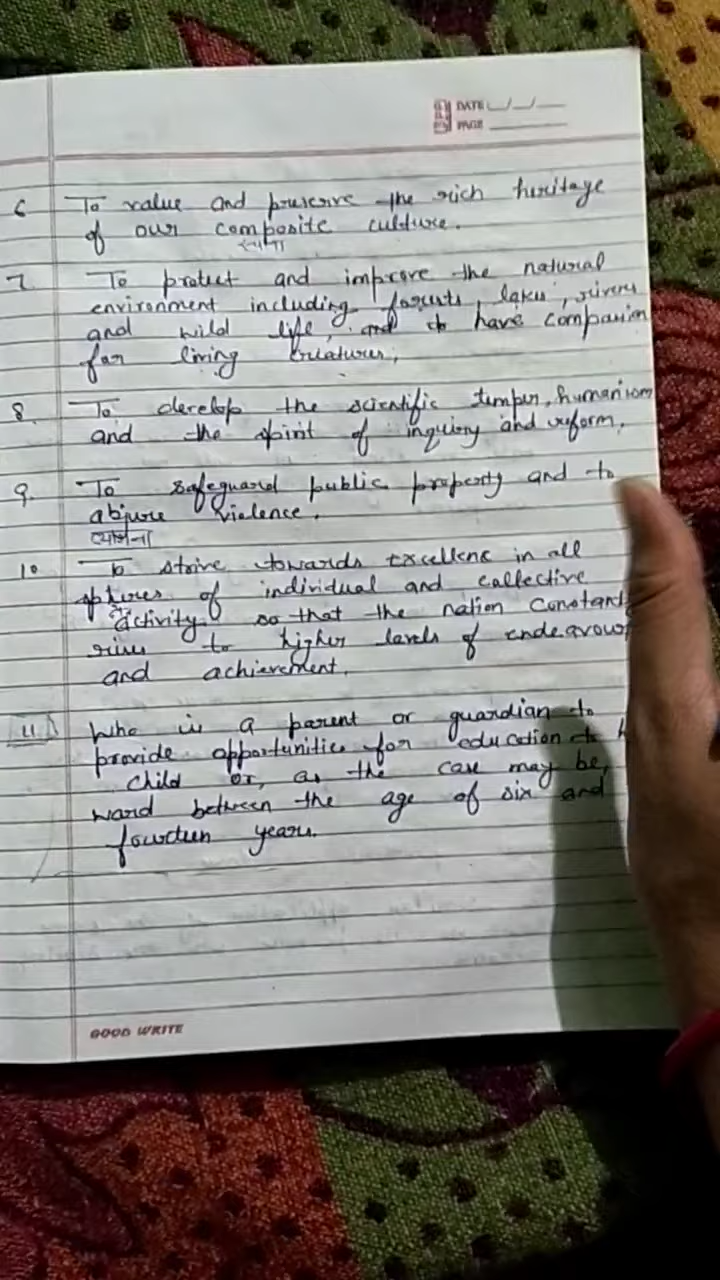 DATE
PAGE
6 To value and preserve the rich heritage
of our composite culture.
7 To protect and improve the natural
environment including forests, lakes, rivers
and wild life, and to have compassion
for living creatures,
8. To develop the scientific temper, humanism
and the spirit of inquiry and reform.
9. To safeguard public property and to
abjure violence.
10 To strive towards excellenc in all
spheres of individual and collective
activity so that the nation constant
rises to higher levels of endeavour
and achievement.
11 Who is a parent or guardian to
provide opportunities for education to h
child or, as the case may be,
ward between the age of six and
fourteen years.
GOOD WRITE